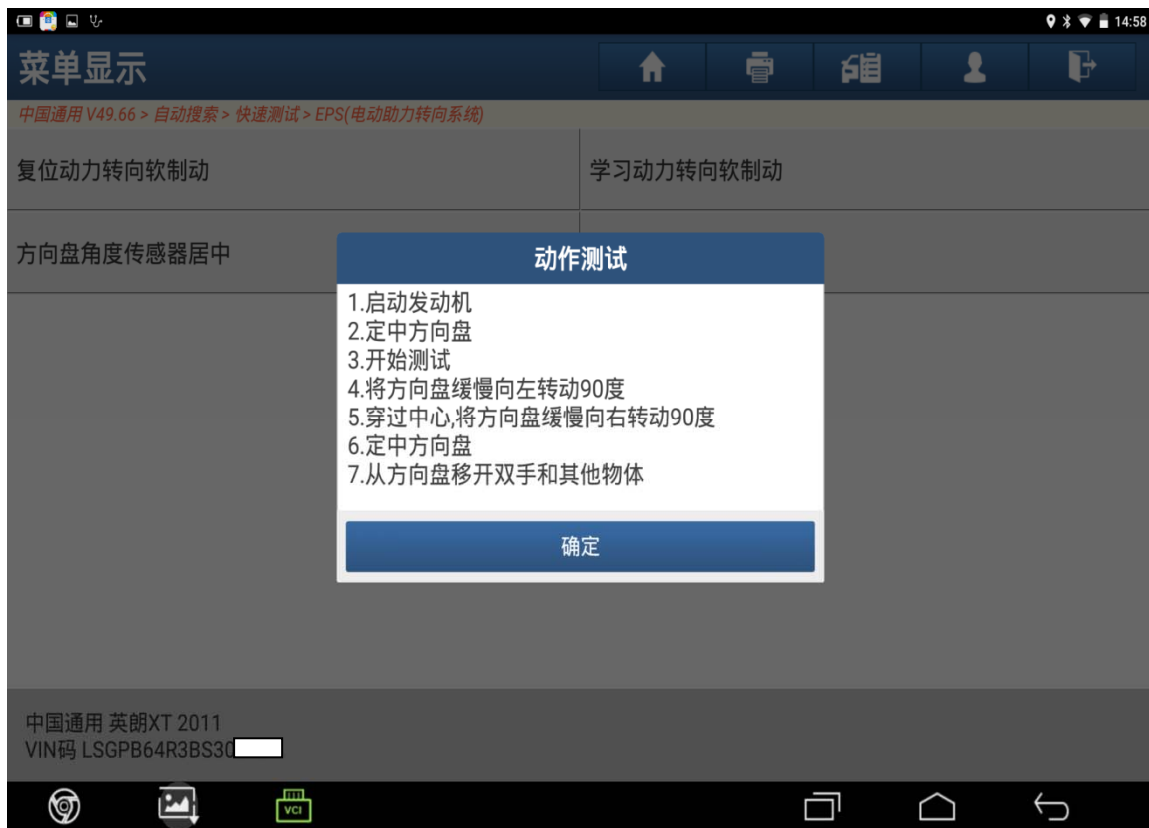 14:58
菜单显示
中国通用 V49.66 > 自动搜索 > 快速测试 > EPS(电动助力转向系统)
复位动力转向软制动
学习动力转向软制动
方向盘角度传感器居中
动作测试
1.启动发动机
2.定中方向盘
3.开始测试
4.将方向盘缓慢向左转动90度
5.穿过中心,将方向盘缓慢向右转动90度
6.定中方向盘
7.从方向盘移开双手和其他物体
确定
中国通用 英朗XT 2011
VIN码 LSGPB64R3BS30
VCI